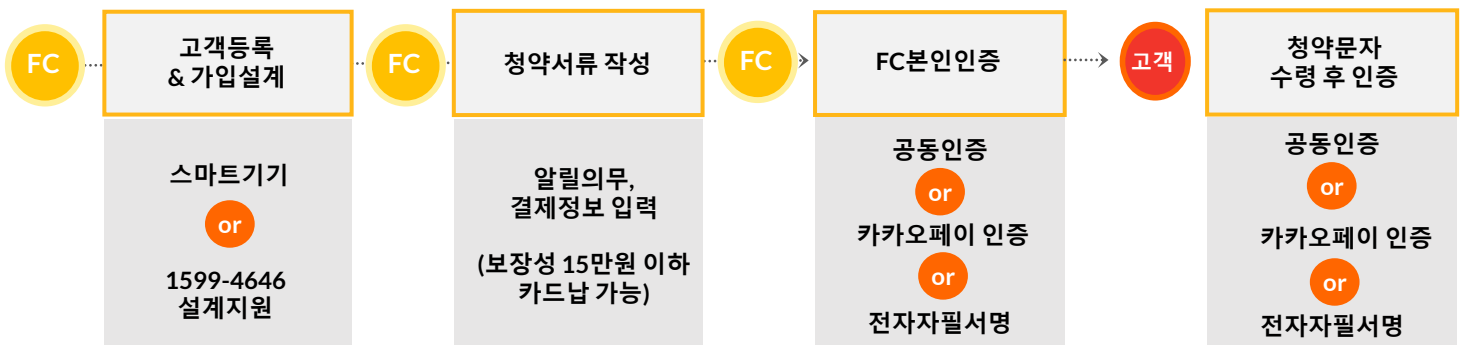 FC
고객등록
& 가입설계
스마트기기
or
1599-4646
설계지원
FC
청약서류 작성
알릴의무,
결제정보 입력
(보장성 15만원 이하
카드납 가능)
FC
FC본인인증
공동인증
or
카카오페이 인증
or
전자자필서명
고객
청약문자
수령 후 인증
공동인증
or
카카오페이 인증
or
전자자필서명